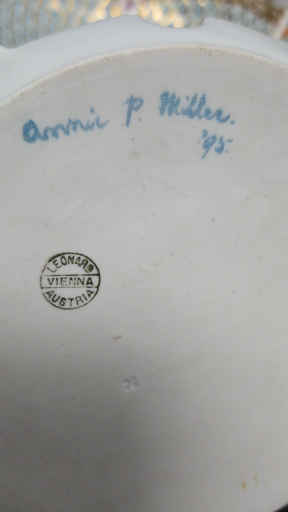 annie P. Miller.
'95.
LEONARD
VIENNA
AUSTRIA